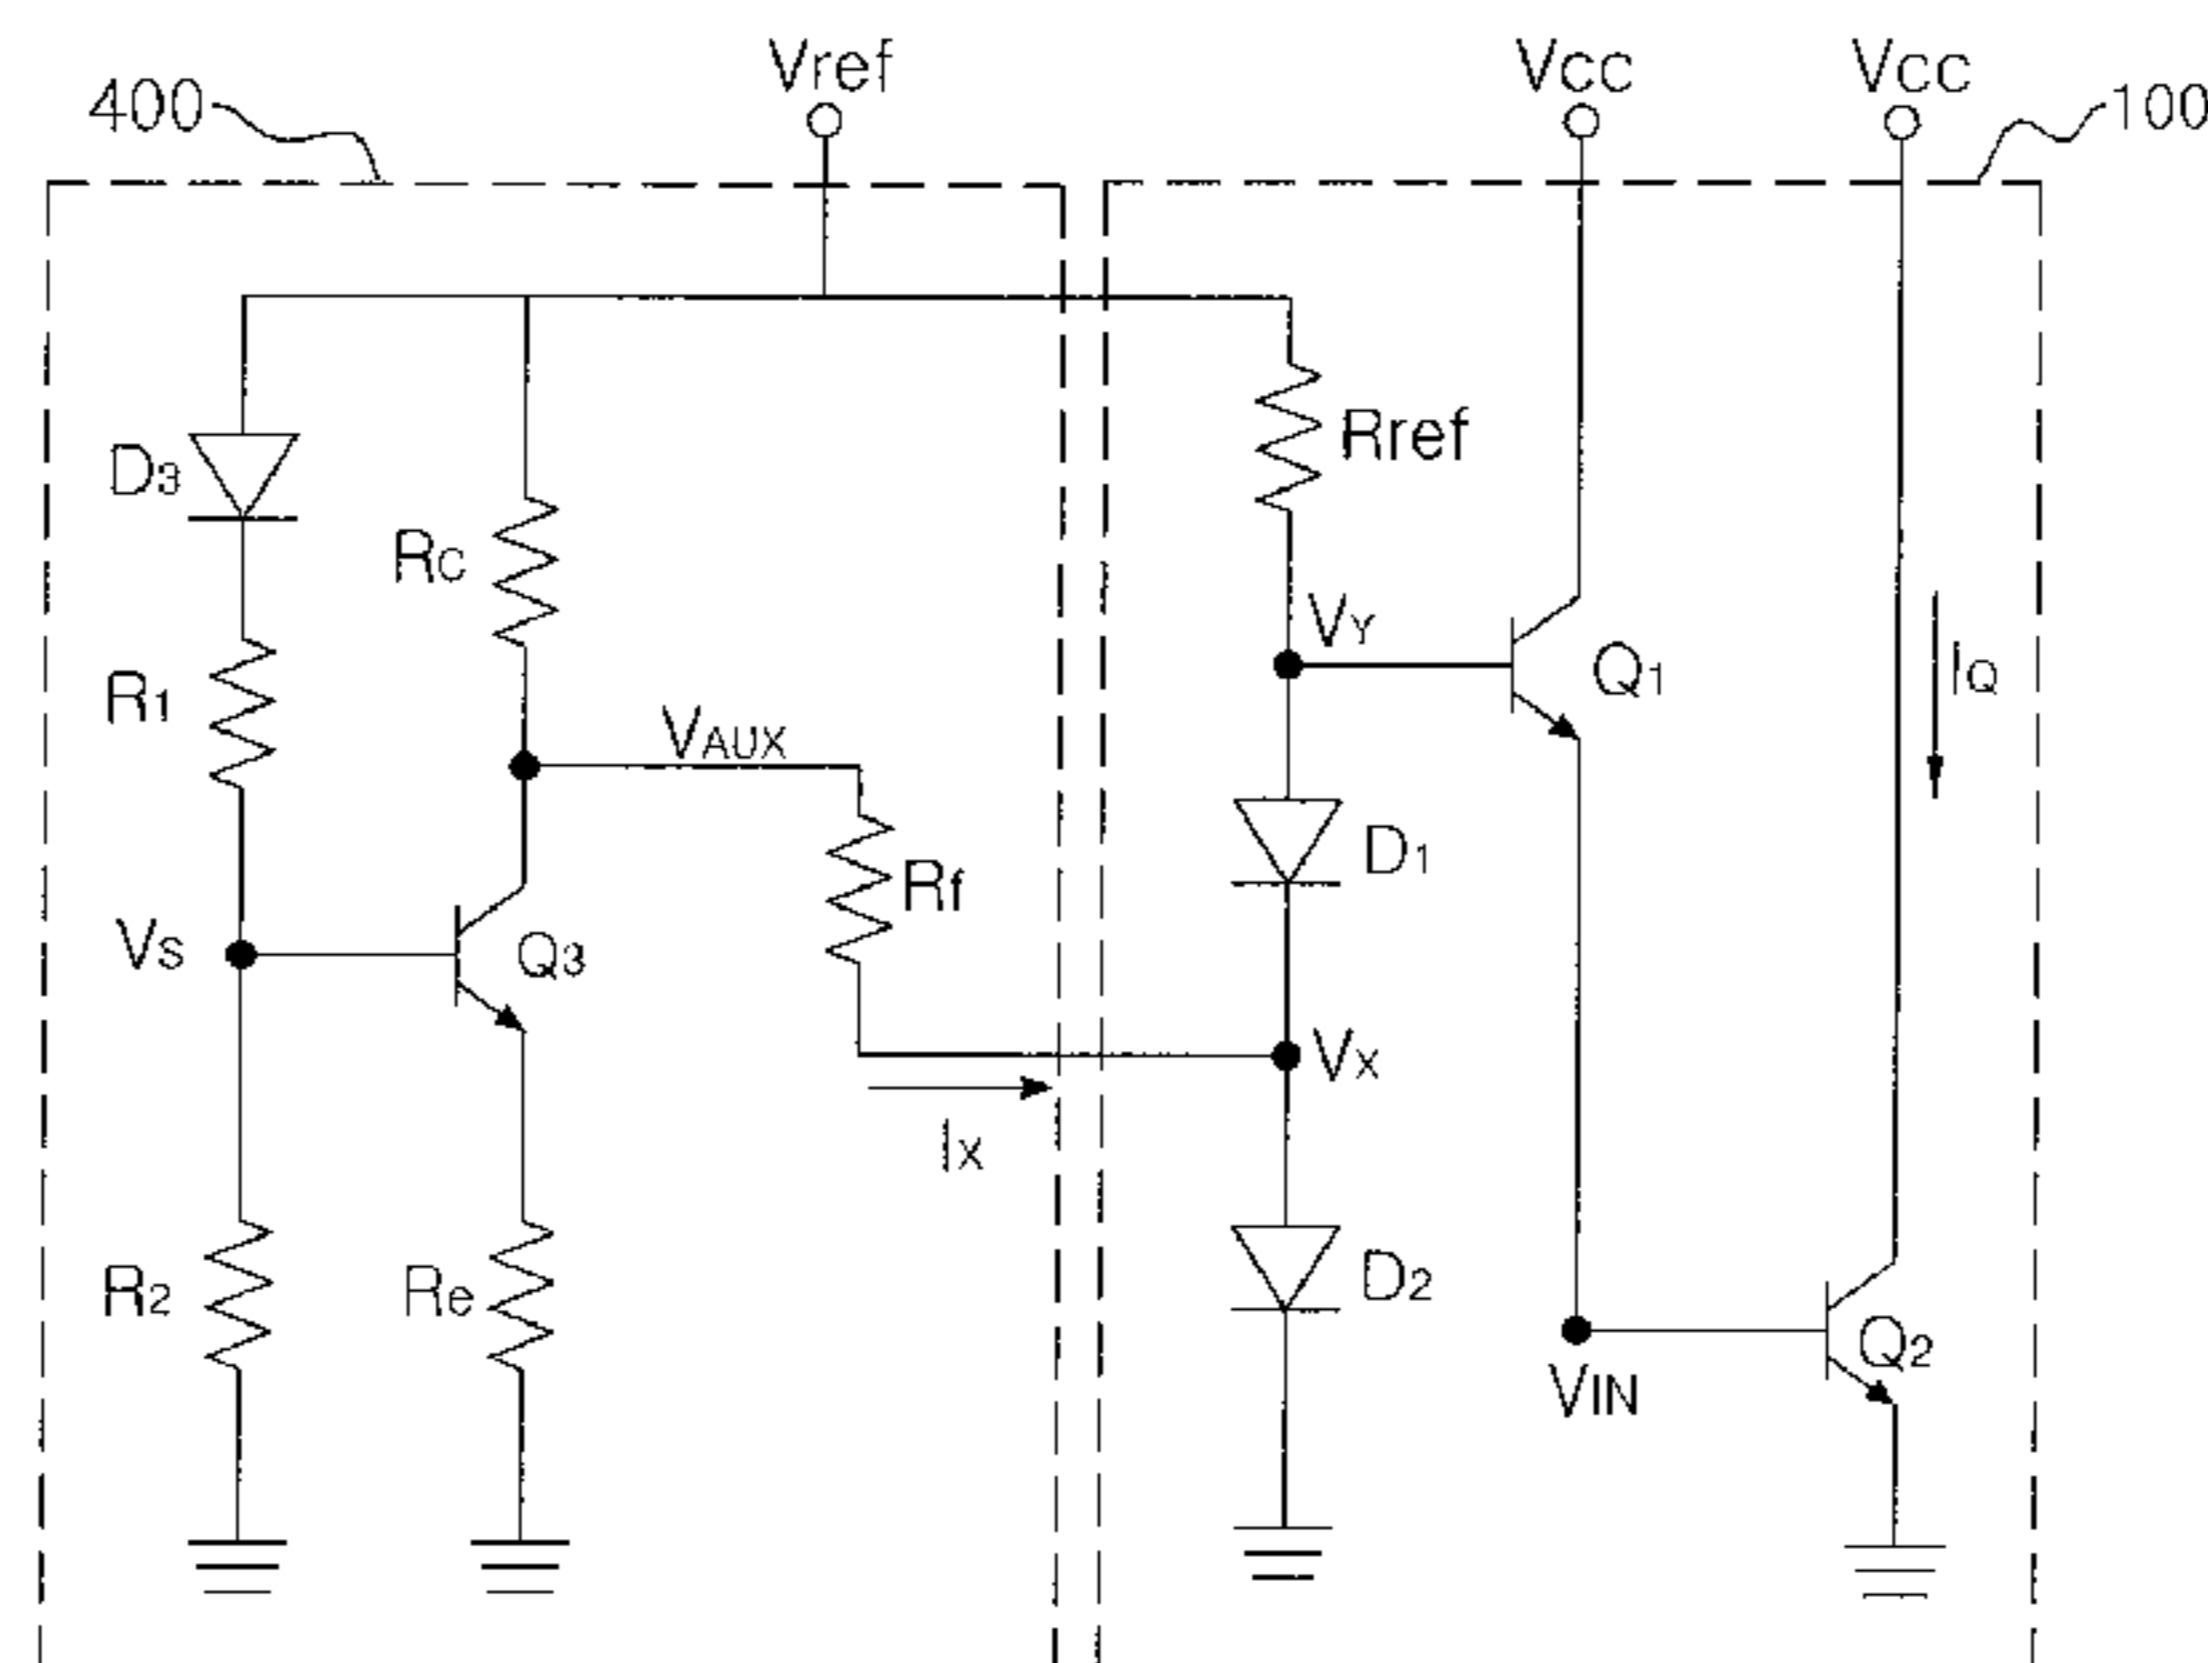 Vref
VCC
VCC
400
100
Rref
D3
RC
VY
Q1
IQ
R1
VAUX
D1
Rf
VS
Q3
VX
IX
D2
R2
Re
Q2
VIN